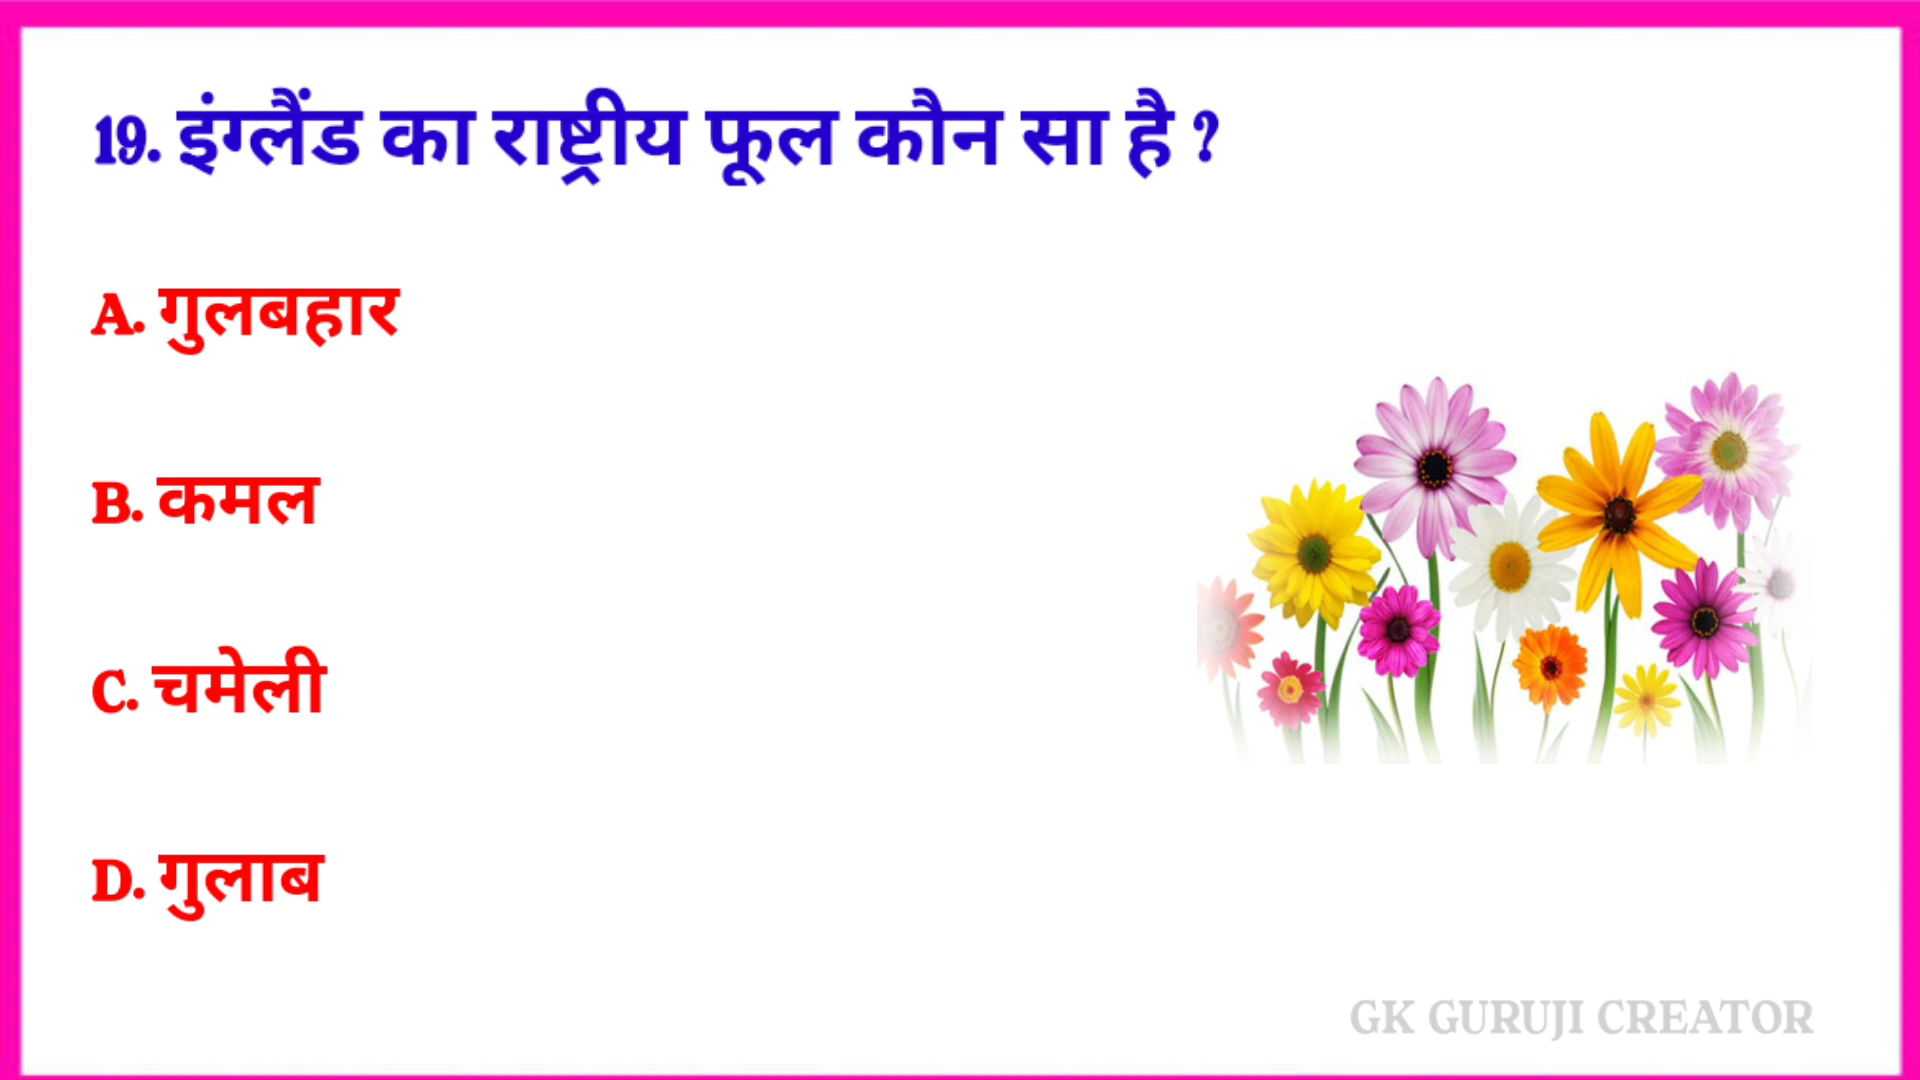 19. इंग्लैंड का राष्ट्रीय फूल कौन सा है ?
A. गुलबहार
B. कमल
C. चमेली
D. गुलाब
GK GURUJI CREATOR